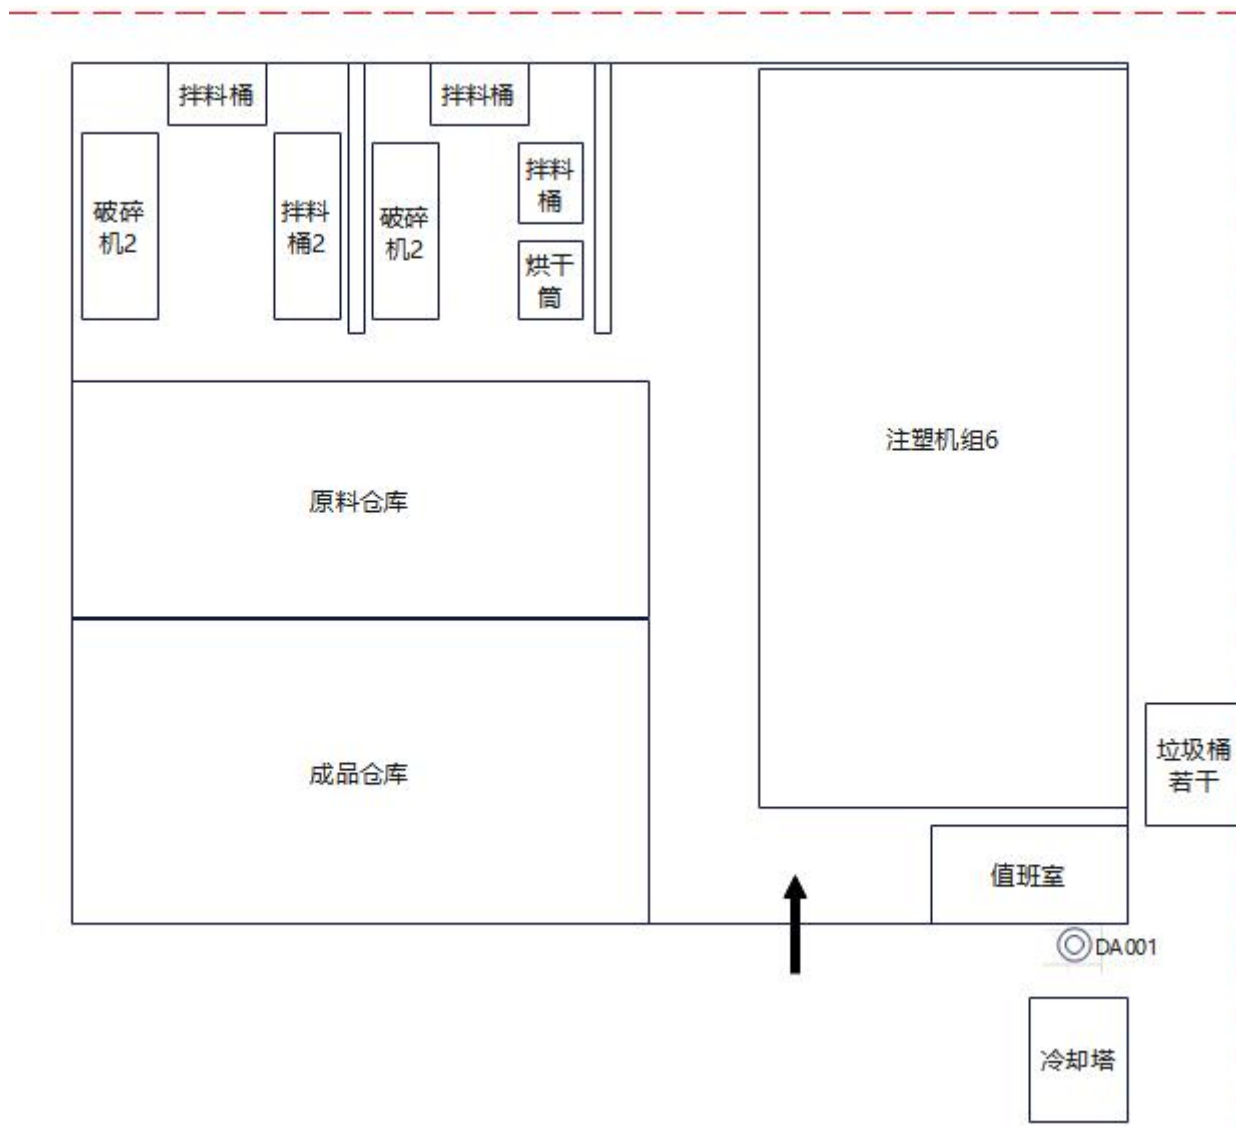 拌料桶
拌料桶
破碎
机2
拌料
桶2
破碎
机2
拌料
桶
烘干
筒
注塑机组6
原料仓库
成品仓库
垃圾桶
若干
值班室
DA001
冷却塔